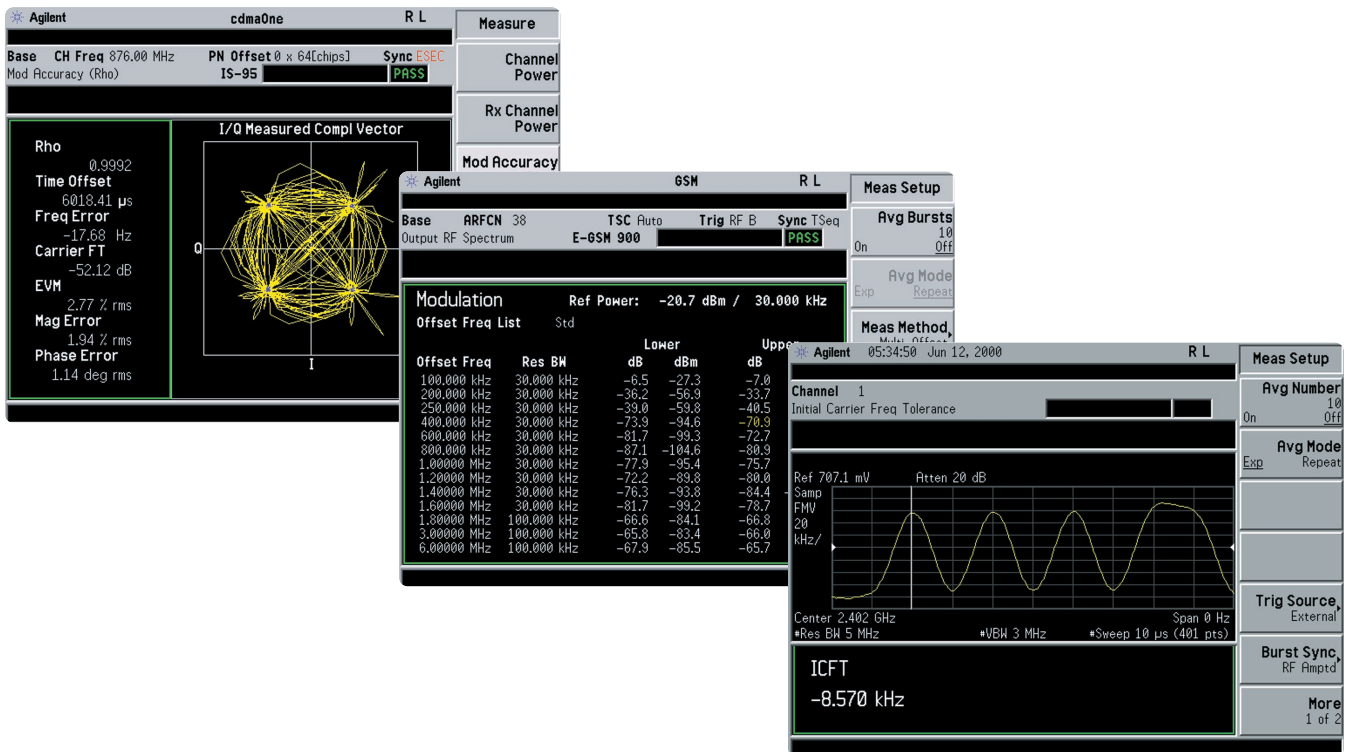 Agilent cdmaOne R L
Base CH Freq 876.00 MHz PN Offset 0 x 64[chips] Sync ESEC
Mod Accuracy (Rho) IS-95 PASS
I/Q Measured Compl Vector
Rho
0.9992
Time Offset
6018.41 µs
Freq Error
-17.68 Hz
Carrier FT
-52.12 dB
EVM
2.77 % rms
Mag Error
1.94 % rms
Phase Error
1.14 deg rms
Q
I
Measure
Channel
Power
Rx Channel
Power
Mod Accuracy
Agilent GSM R L
Base ARFCN 38 TSC Auto Trig RF B Sync TSeq
Output RF Spectrum E-GSM 900 PASS
Modulation Ref Power: -20.7 dBm / 30.000 kHz
Offset Freq List Std
Lower
Offset Freq Res BW dB dBm dB
100.000 kHz 30.000 kHz -6.5 -27.3 -7.0
200.000 kHz 30.000 kHz -36.2 -56.9 -33.7
250.000 kHz 30.000 kHz -39.0 -59.8 -40.5
400.000 kHz 30.000 kHz -73.9 -94.6 -70.9
600.000 kHz 30.000 kHz -81.7 -99.3 -72.7
800.000 kHz 30.000 kHz -87.1 -104.6 -80.9
1.00000 MHz 30.000 kHz -77.9 -95.4 -75.7
1.20000 MHz 30.000 kHz -72.2 -89.8 -80.0
1.40000 MHz 30.000 kHz -76.3 -93.8 -84.4 -
1.60000 MHz 30.000 kHz -81.7 -99.2 -78.7
1.80000 MHz 100.000 kHz -66.6 -84.1 -66.8
3.00000 MHz 100.000 kHz -65.8 -83.4 -66.0
6.00000 MHz 100.000 kHz -67.9 -85.5 -65.7
Meas Setup
Avg Bursts
10
On Off
Avg Mode
Exp Repeat
Meas Method
Agilent 05:34:50 Jun 12, 2000 R L
Channel 1
Initial Carrier Freq Tolerance
Ref 707.1 mV Atten 20 dB
Samp
FMV
20
kHz/
Center 2.402 GHz Span 0 Hz
#Res BW 5 MHz #VBW 3 MHz #Sweep 10 µs (401 pts)
ICFT
-8.570 kHz
Meas Setup
Avg Number
10
On Off
Avg Mode
Exp Repeat
Trig Source
External
Burst Sync
RF Amptd
More
1 of 2